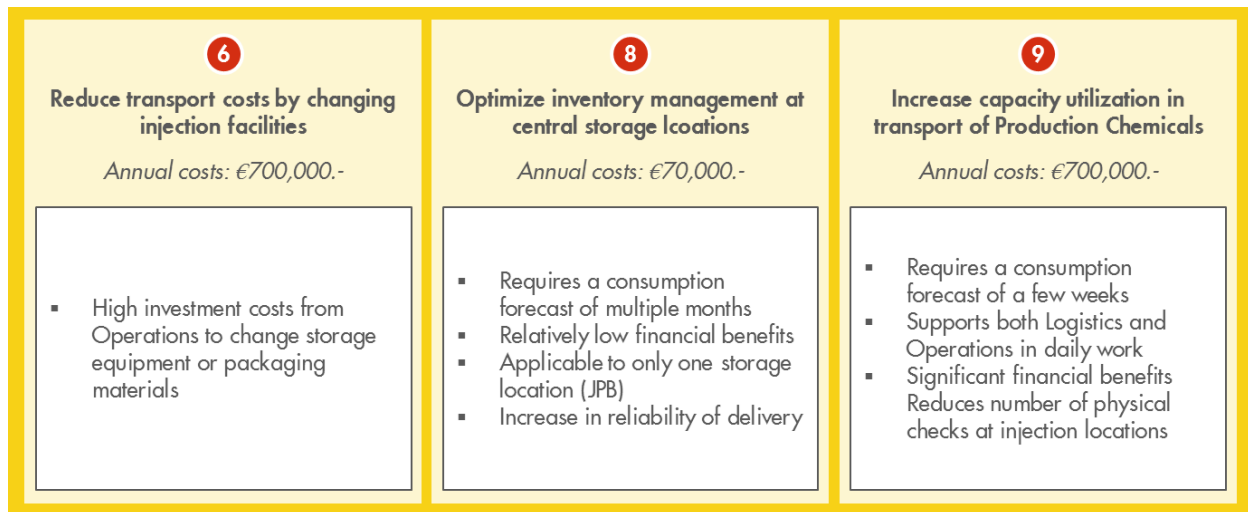 6
Reduce transport costs by changing
injection facilities
Annual costs: €700,000.-
▪ High investment costs from
Operations to change storage
equipment or packaging
materials
8
Optimize inventory management at
central storage lcoations
Annual costs: €70,000.-
▪ Requires a consumption
forecast of multiple months
▪ Relatively low financial benefits
▪ Applicable to only one storage
location (JPB)
▪ Increase in reliability of delivery
9
Increase capacity utilization in
transport of Production Chemicals
Annual costs: €700,000.-
▪ Requires a consumption
forecast of a few weeks
▪ Supports both Logistics and
Operations in daily work
▪ Significant financial benefits
Reduces number of physical
checks at injection locations